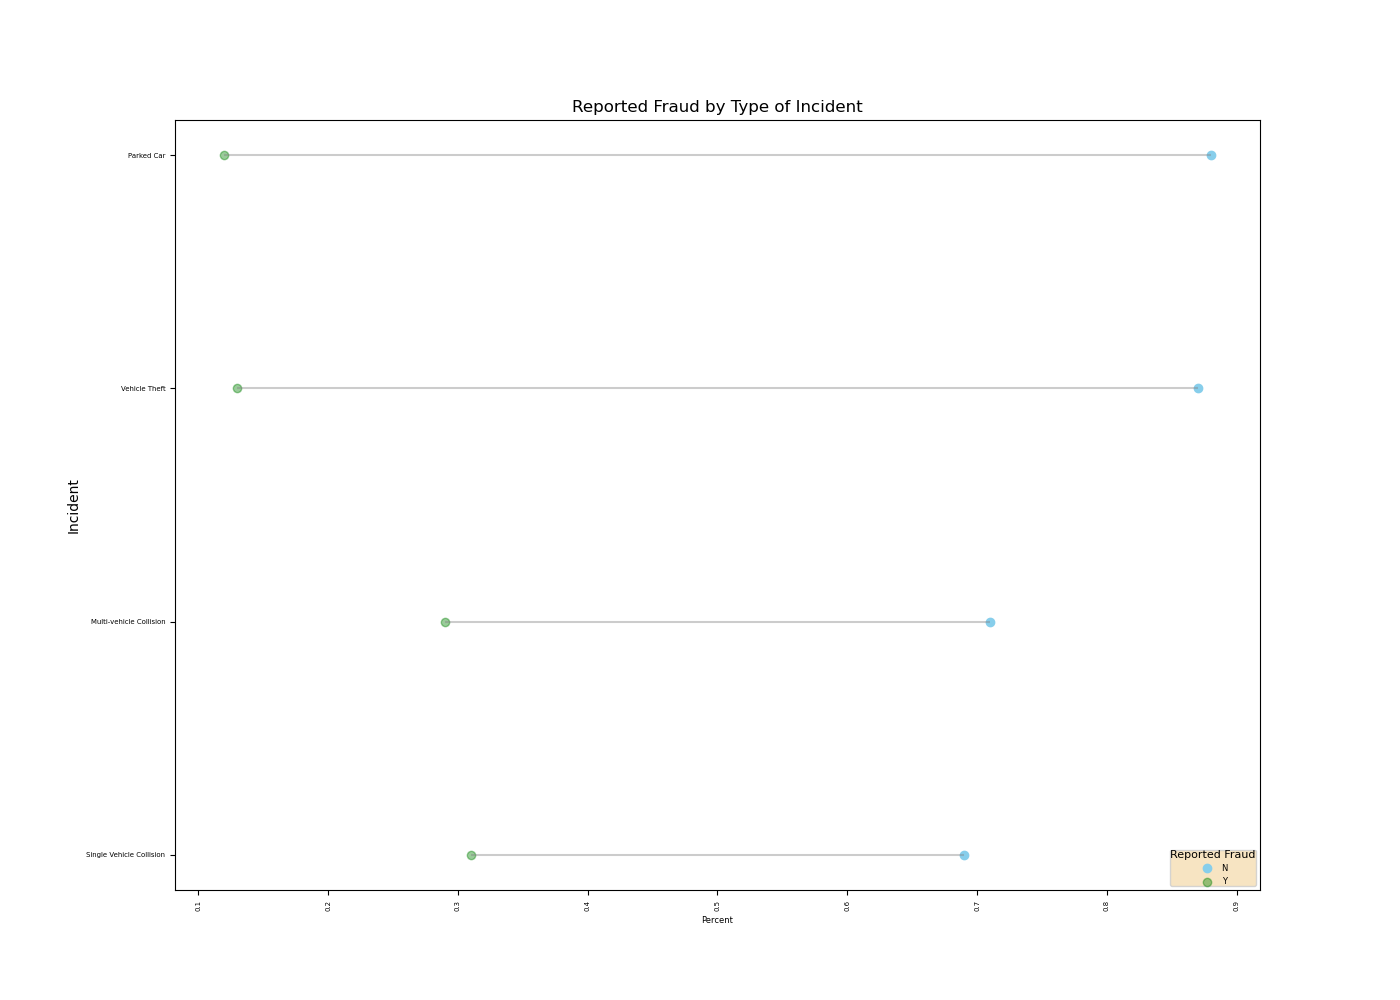 Reported Fraud by Type of Incident
Incident
Parked Car
Vehicle Theft
Multi-vehicle Collision
Single Vehicle Collision
Reported Fraud
N
Y
0.1
0.2
0.3
0.4
0.5
0.6
0.7
0.8
0.9
Percent